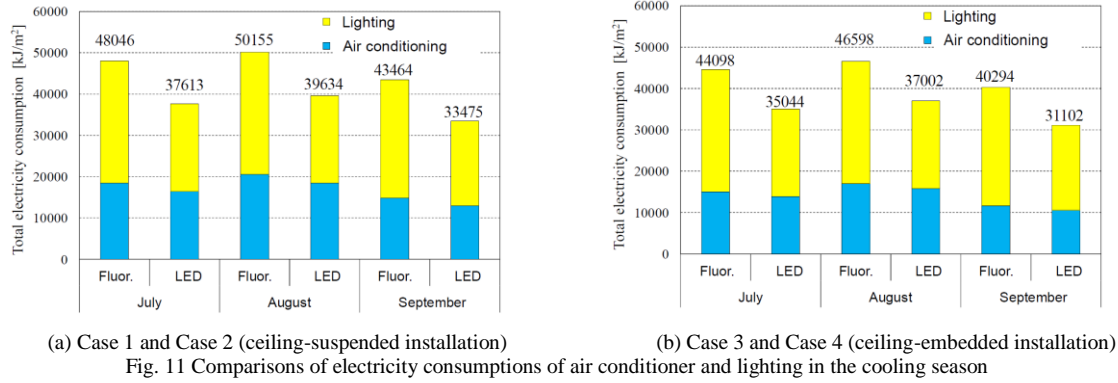 Total electricity consumption [kJ/m²]
60000
50000
40000
30000
20000
10000
0
Lighting
Air conditioning
48046
37613
50155
39634
43464
33475
Fluor. LED Fluor. LED Fluor. LED
July August September
(a) Case 1 and Case 2 (ceiling-suspended installation)
Total electricity consumption [kJ/m²]
60000
50000
40000
30000
20000
10000
0
Lighting
Air conditioning
44098
35044
46598
37002
40294
31102
Fluor. LED Fluor. LED Fluor. LED
July August September
(b) Case 3 and Case 4 (ceiling-embedded installation)
Fig. 11 Comparisons of electricity consumptions of air conditioner and lighting in the cooling season